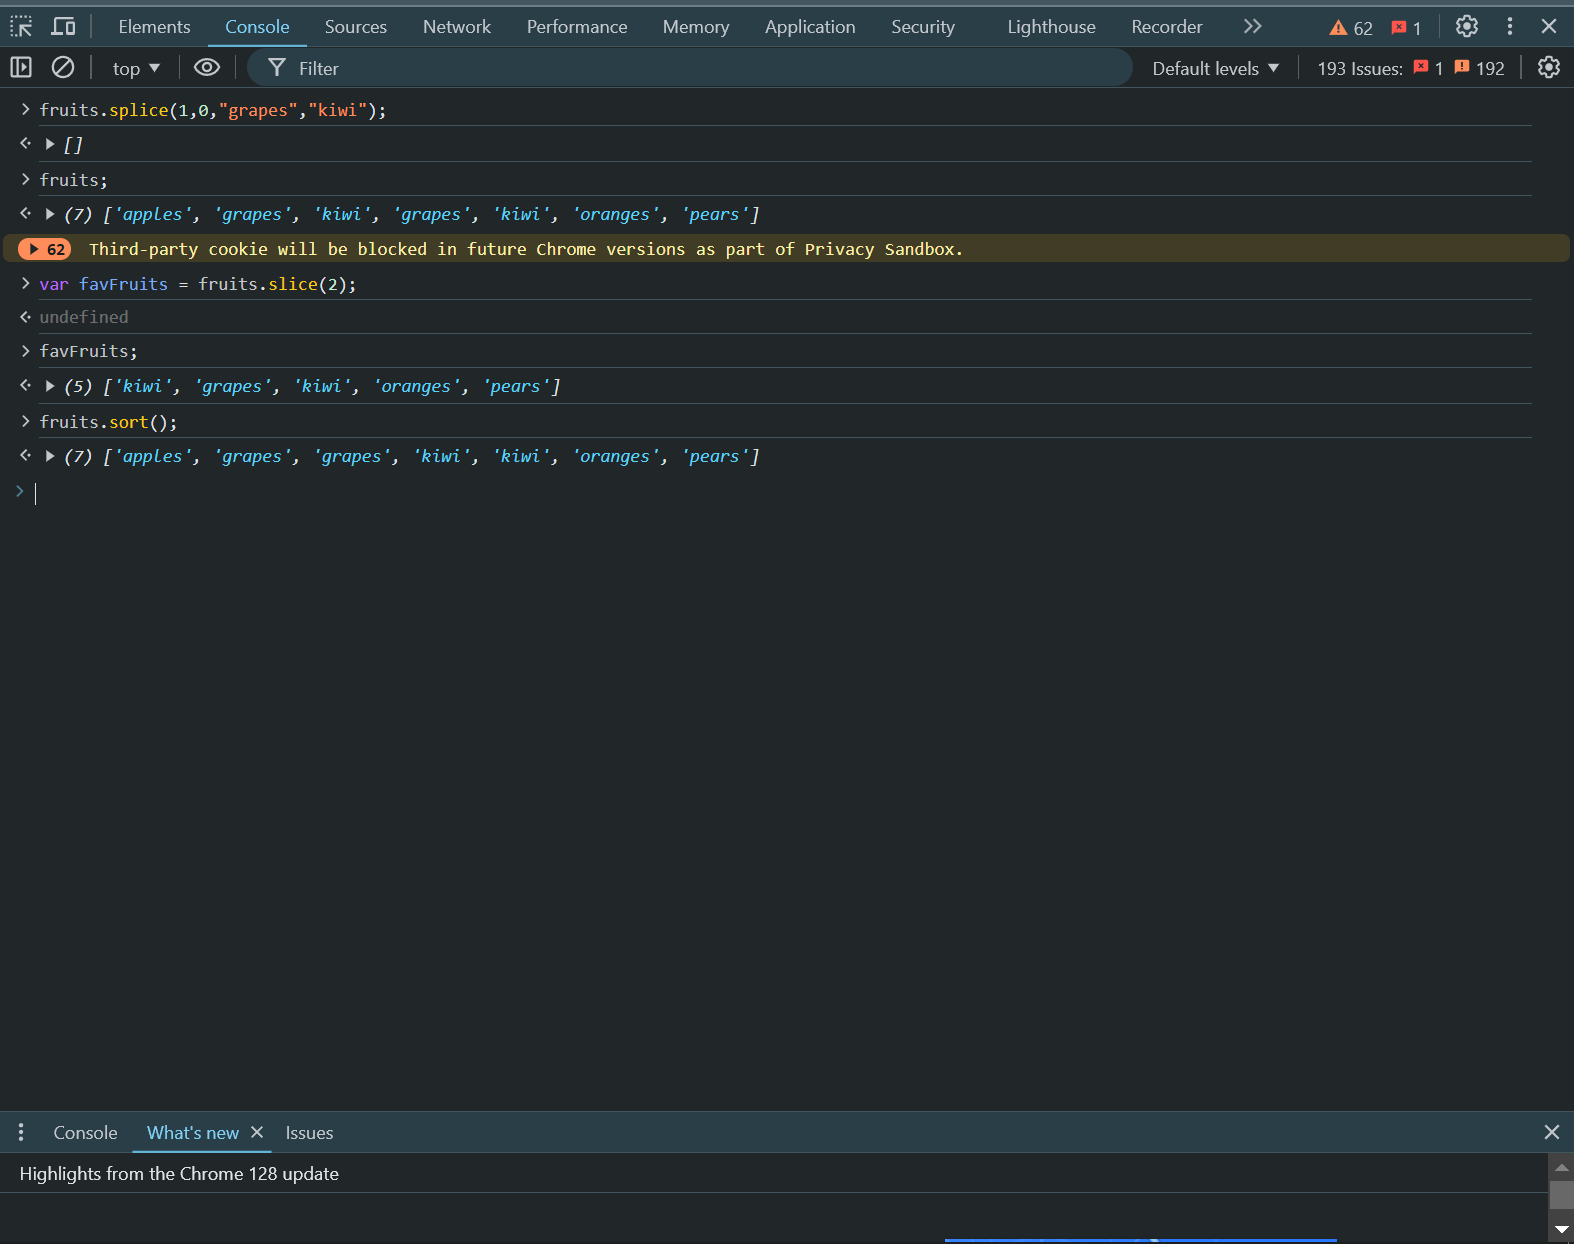 Elements Console Sources Network Performance Memory Application Security Lighthouse Recorder 62 1
top Filter Default levels 193 Issues: 1 192
fruits.splice(1,0,"grapes","kiwi");
[]
fruits;
(7) ['apples', 'grapes', 'kiwi', 'grapes', 'kiwi', 'oranges', 'pears']
62 Third-party cookie will be blocked in future Chrome versions as part of Privacy Sandbox.
var favFruits = fruits.slice(2);
undefined
favFruits;
(5) ['kiwi', 'grapes', 'kiwi', 'oranges', 'pears']
fruits.sort();
(7) ['apples', 'grapes', 'grapes', 'kiwi', 'kiwi', 'oranges', 'pears']
Console What's new Issues
Highlights from the Chrome 128 update